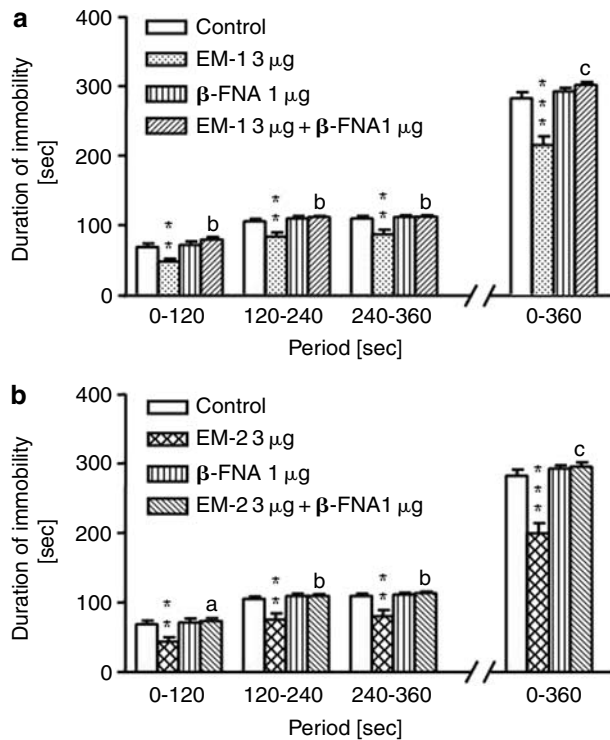 a
400
300
200
100
0
Duration of immobility
[sec]
Control
EM-1 3 µg
β-FNA 1 µg
EM-1 3 µg + β-FNA1 µg
* *
b
* *
b
* *
b
* * *
c
0-120
120-240
240-360
0-360
Period [sec]
b
400
300
200
100
0
Duration of immobility
[sec]
Control
EM-2 3 µg
β-FNA 1 µg
EM-2 3 µg + β-FNA1 µg
* *
a
* *
b
* *
b
* * *
c
0-120
120-240
240-360
0-360
Period [sec]